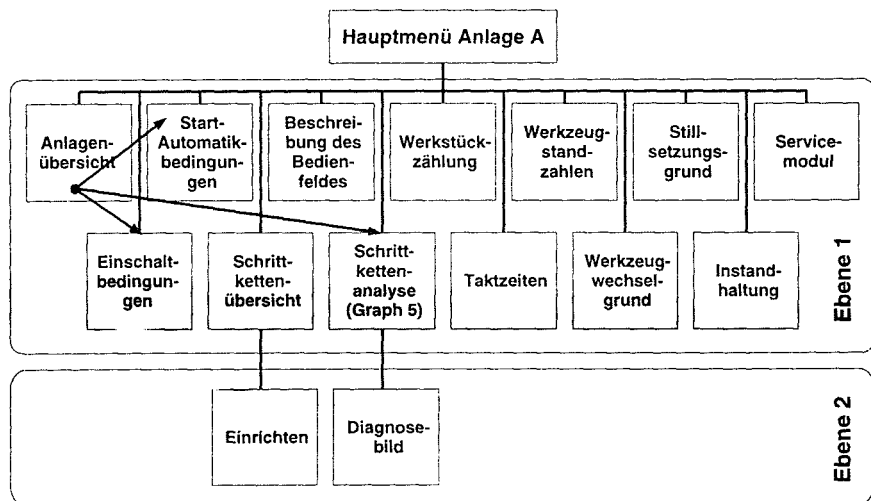 Hauptmenü Anlage A
Anlagen-
übersicht
Start-
Automatik-
bedingun-
gen
Beschrei-
bung des
Bedien-
feldes
Werkstück-
zählung
Werkzeug-
stand-
zahlen
Still-
setzungs-
grund
Service-
modul
Einschalt-
bedingun-
gen
Schritt-
ketten-
übersicht
Schritt-
ketten-
analyse
(Graph 5)
Taktzeiten
Werkzeug-
wechsel-
grund
Instand-
haltung
Ebene 1
Einrichten
Diagnose-
bild
Ebene 2